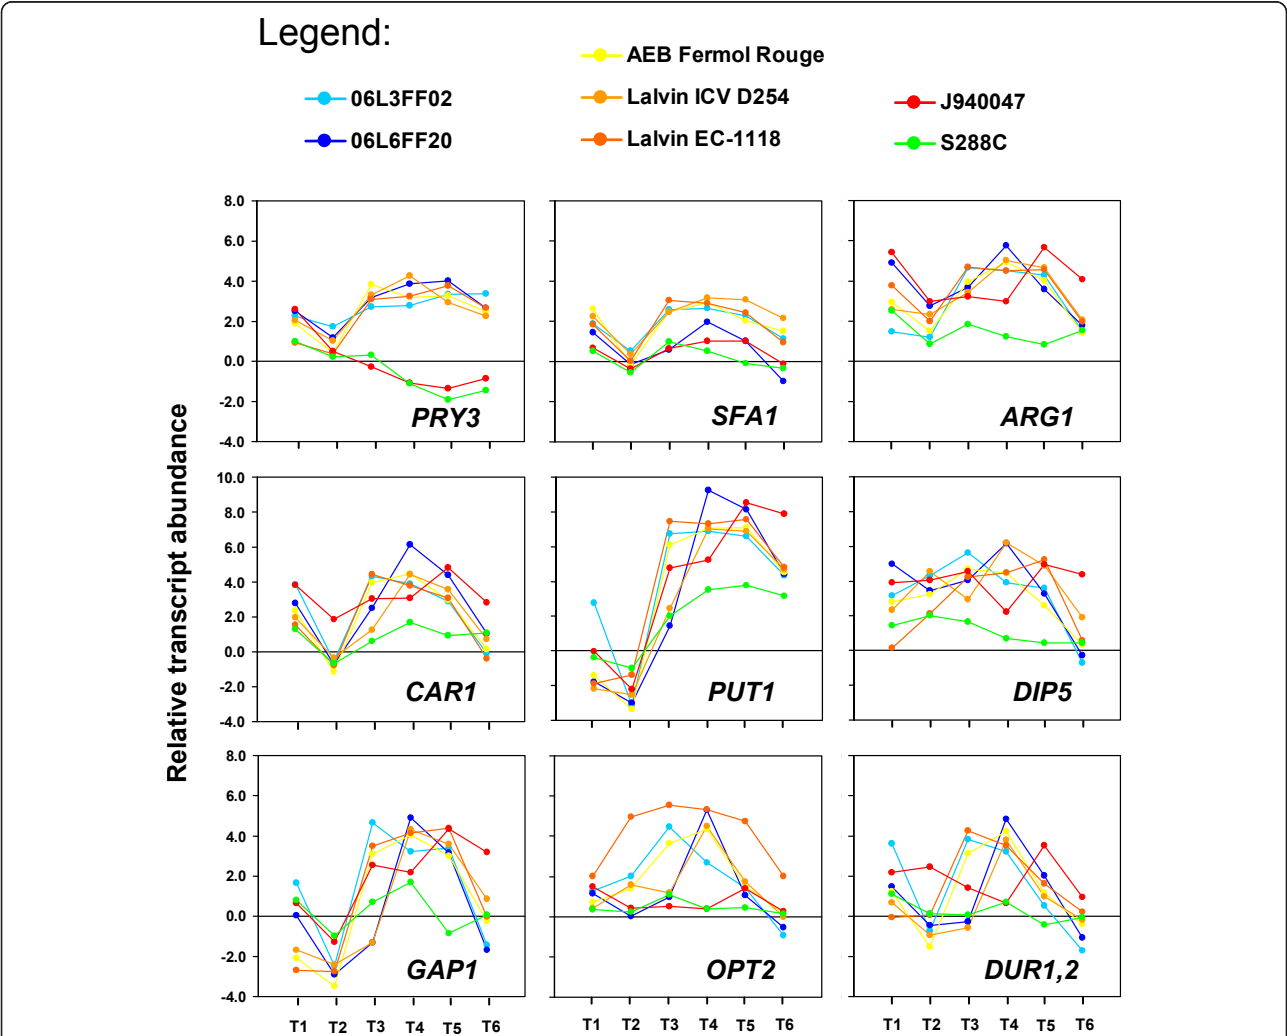 Legend:
AEB Fermol Rouge
06L3FF02
Lalvin ICV D254
J940047
06L6FF20
Lalvin EC-1118
S288C
Relative transcript abundance
8.0
6.0
4.0
2.0
0.0
-2.0
-4.0
PRY3
SFA1
ARG1
10.0
8.0
6.0
4.0
2.0
0.0
-2.0
-4.0
CAR1
PUT1
DIP5
8.0
6.0
4.0
2.0
0.0
-2.0
-4.0
GAP1
OPT2
DUR1,2
T1 T2 T3 T4 T5 T6
T1 T2 T3 T4 T5 T6
T1 T2 T3 T4 T5 T6